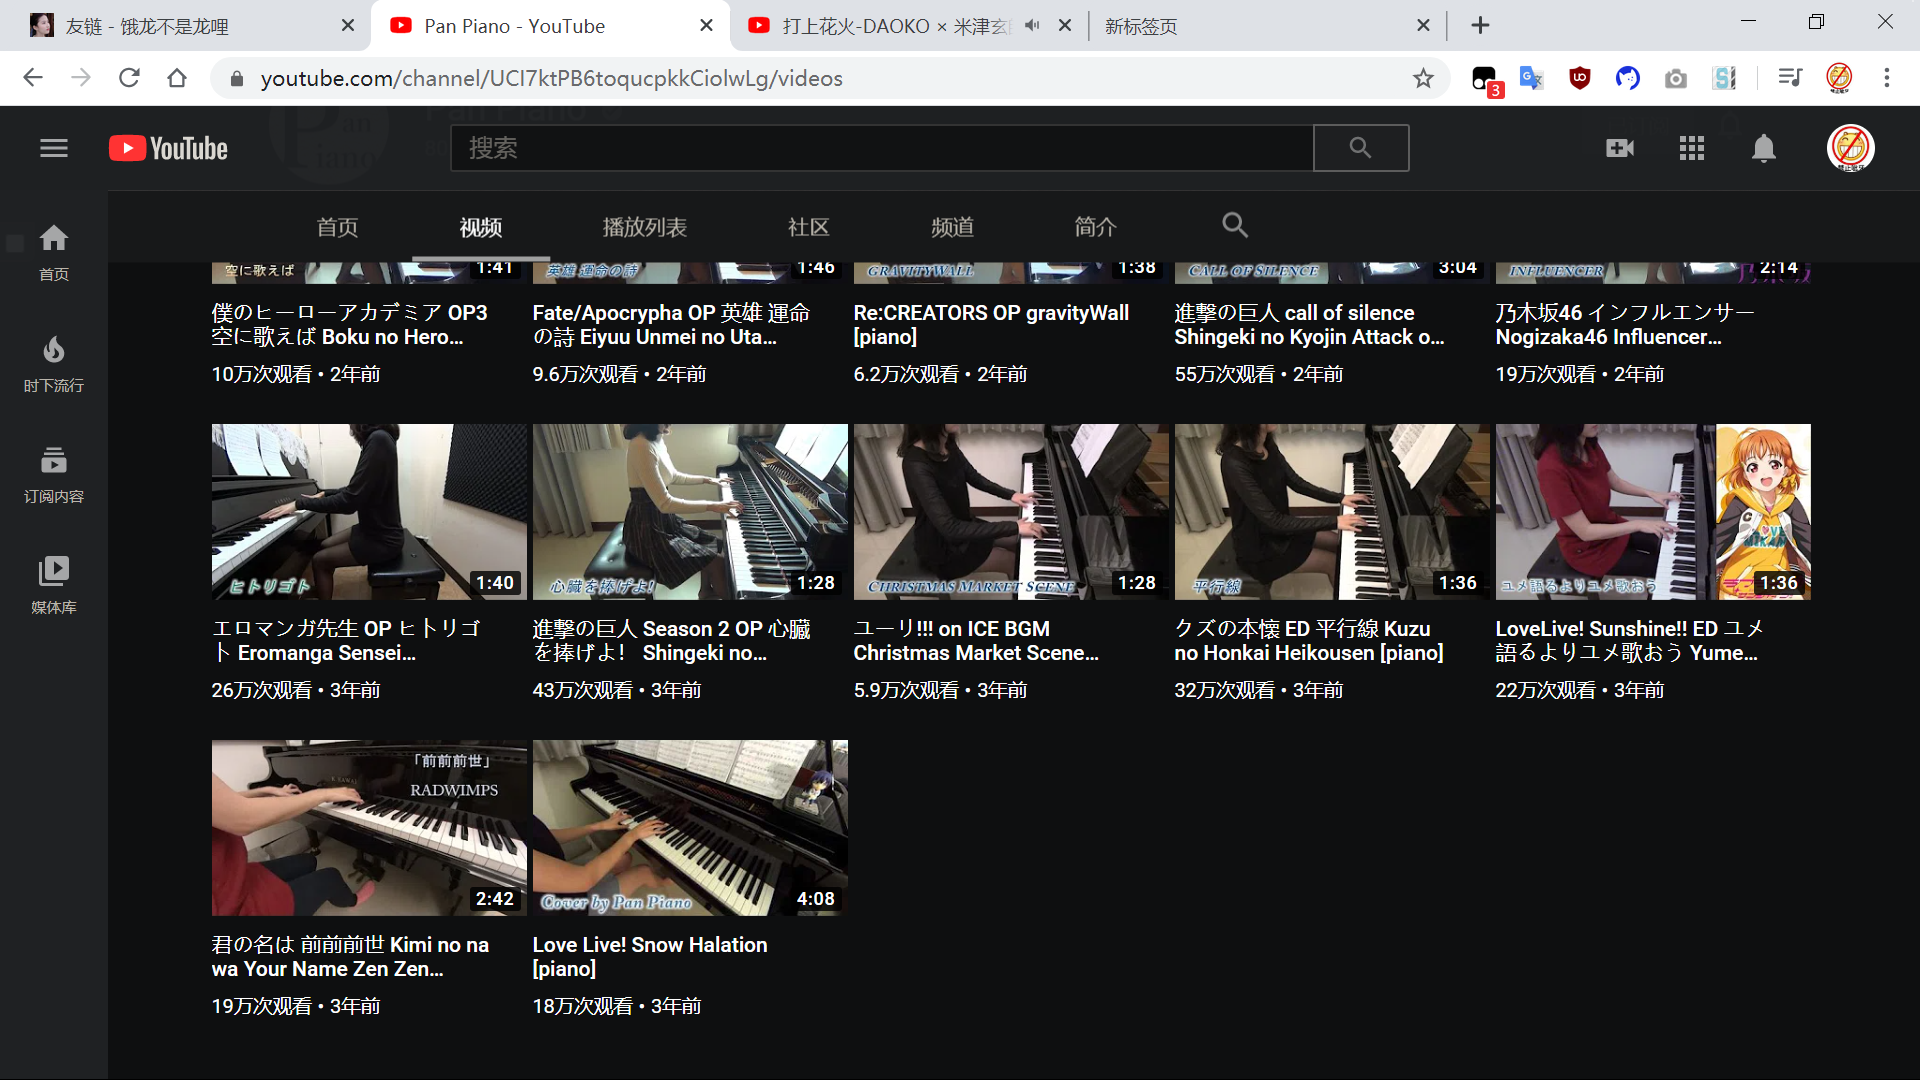 友链 - 饿龙不是龙哩
Pan Piano - YouTube
打上花火-DAOKO × 米津玄
新标签页
youtube.com/channel/UCI7ktPB6toqucpkkCiolwLg/videos
3
YouTube
搜索
首页
视频
播放列表
社区
频道
简介
首页
时下流行
订阅内容
媒体库
空に歌えば
1:41
英雄 運命の詩
1:46
GRAVITYWALL
1:38
CALL OF SILENCE
3:04
INFLUENCER
2:14
僕のヒーローアカデミア OP3
空に歌えば Boku no Hero...
10万次观看 • 2年前
Fate/Apocrypha OP 英雄 運命
の詩 Eiyuu Unmei no Uta...
9.6万次观看 • 2年前
Re:CREATORS OP gravityWall
[piano]
6.2万次观看 • 2年前
進撃の巨人 call of silence
Shingeki no Kyojin Attack o...
55万次观看 • 2年前
乃木坂46 インフルエンサー
Nogizaka46 Influencer...
19万次观看 • 2年前
ヒトリゴト
1:40
心臓を捧げよ!
1:28
CHRISTMAS MARKET SCENE
1:28
平行線
1:36
ユメ語るよりユメ歌おう
1:36
エロマンガ先生 OP ヒトリゴ
ト Eromanga Sensei...
26万次观看 • 3年前
進撃の巨人 Season 2 OP 心臓
を捧げよ！ Shingeki no...
43万次观看 • 3年前
ユーリ!!! on ICE BGM
Christmas Market Scene...
5.9万次观看 • 3年前
クズの本懐 ED 平行線 Kuzu
no Honkai Heikousen [piano]
32万次观看 • 3年前
LoveLive! Sunshine!! ED ユメ
語るよりユメ歌おう Yume...
22万次观看 • 3年前
「前前前世」
RADWIMPS
KAWAI
2:42
Cover by Pan Piano
4:08
君の名は 前前前世 Kimi no na
wa Your Name Zen Zen...
19万次观看 • 3年前
Love Live! Snow Halation
[piano]
18万次观看 • 3年前